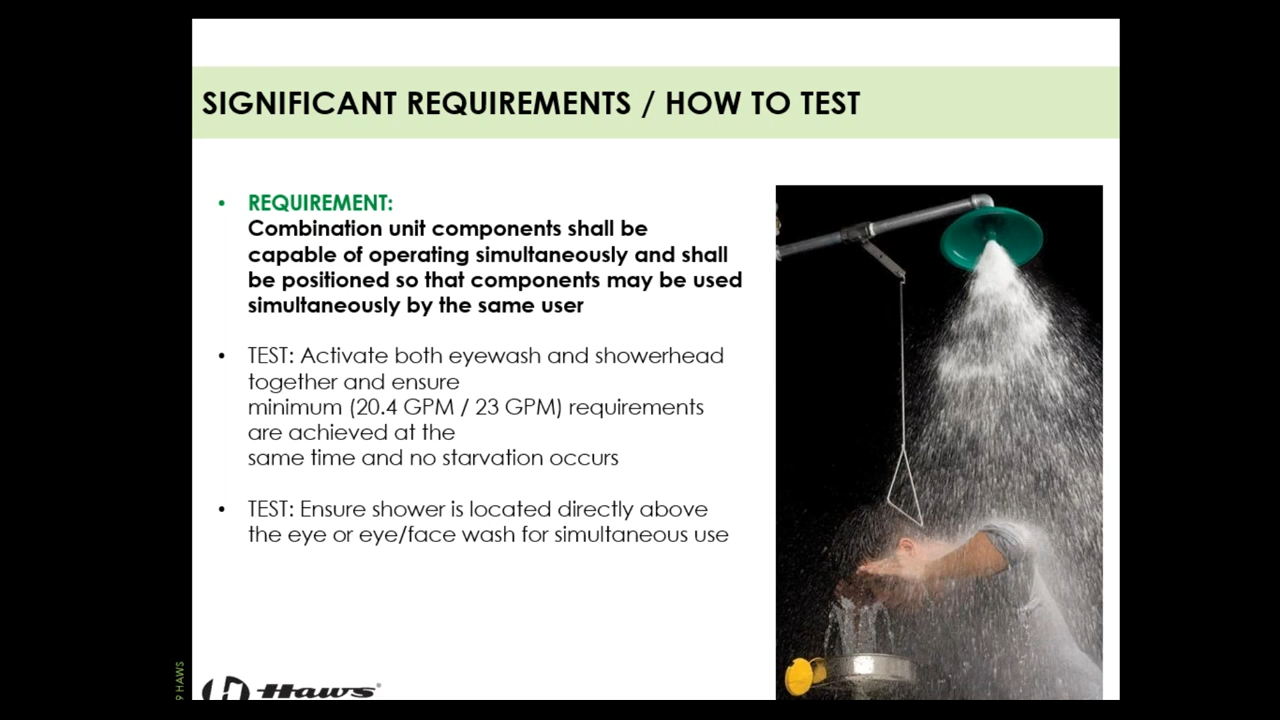 SIGNIFICANT REQUIREMENTS / HOW TO TEST
• REQUIREMENT:
Combination unit components shall be
capable of operating simultaneously and shall
be positioned so that components may be used
simultaneously by the same user
• TEST: Activate both eyewash and showerhead
together and ensure
minimum (20.4 GPM / 23 GPM) requirements
are achieved at the
same time and no starvation occurs
• TEST: Ensure shower is located directly above
the eye or eye/face wash for simultaneous use
9 HAWS
Haws®